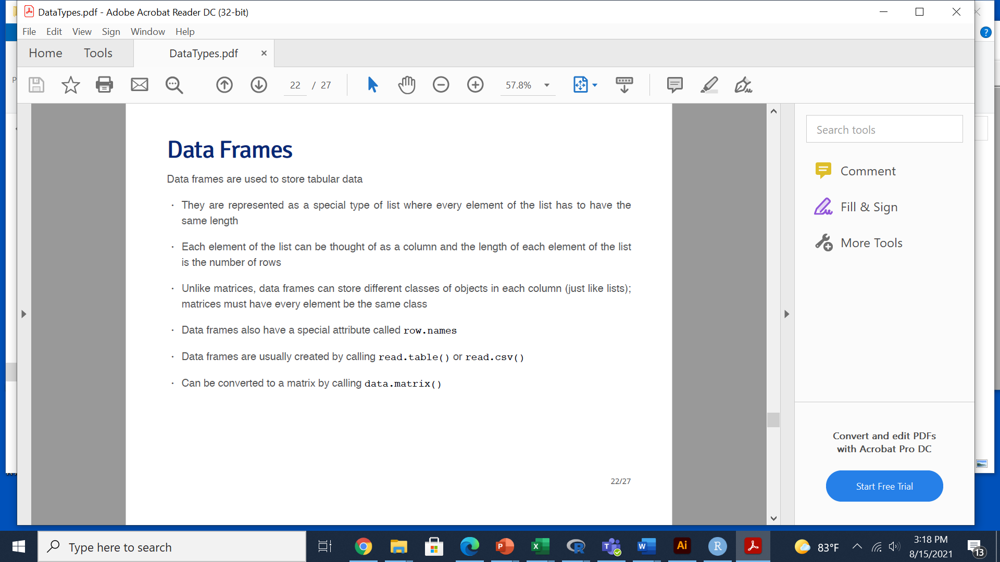 DataTypes.pdf - Adobe Acrobat Reader DC (32-bit)
File Edit View Sign Window Help
?
Home Tools DataTypes.pdf ×
22 / 27 57.8%
Data Frames
Data frames are used to store tabular data
· They are represented as a special type of list where every element of the list has to have the
same length
· Each element of the list can be thought of as a column and the length of each element of the list
is the number of rows
· Unlike matrices, data frames can store different classes of objects in each column (just like lists);
matrices must have every element be the same class
· Data frames also have a special attribute called row.names
· Data frames are usually created by calling read.table() or read.csv()
· Can be converted to a matrix by calling data.matrix()
22/27
Search tools
Comment
Fill & Sign
More Tools
Convert and edit PDFs
with Acrobat Pro DC
Start Free Trial
Type here to search
P
X
R
T
W
Ai
R
83°F
3:18 PM
8/15/2021
13